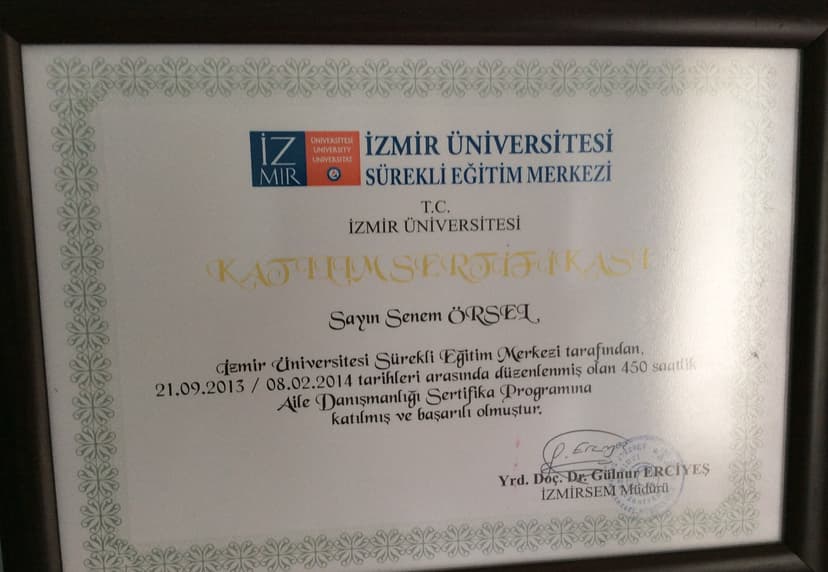 İZMİR
ÜNİVERSİTESİ
UNIVERSITY
UNIVERSITÄT
İZMİR ÜNİVERSİTESİ
SÜREKLİ EĞİTİM MERKEZİ
T.C.
İZMİR ÜNİVERSİTESİ
KATILIM SERTİFİKASI
Sayın Senem ÖRSEL,
İzmir Üniversitesi Sürekli Eğitim Merkezi tarafından,
21.09.2013 / 08.02.2014 tarihleri arasında düzenlenmiş olan 450 saatlik
Aile Danışmanlığı Sertifika Programına
katılmış ve başarılı olmuştur.
Yrd. Doç. Dr. Gülnur ERCİYEŞ
İZMİRSEM Müdürü